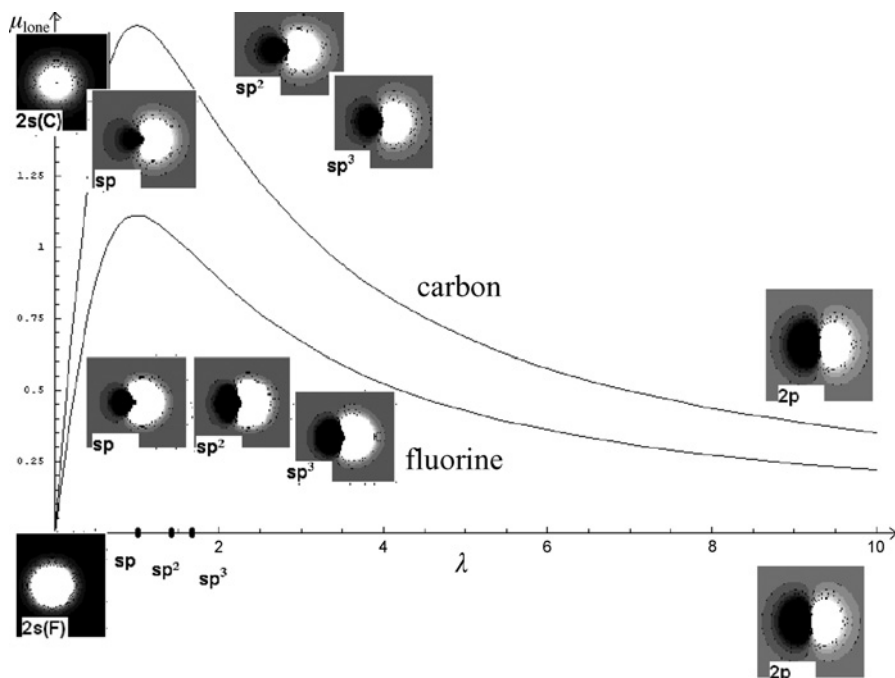 μlone
2s(C)
sp
sp²
sp³
1.25
1
0.75
0.5
0.25
carbon
2p
sp
sp²
sp³
fluorine
2 4 6 8 10
sp sp² sp³
λ
2s(F)
2p